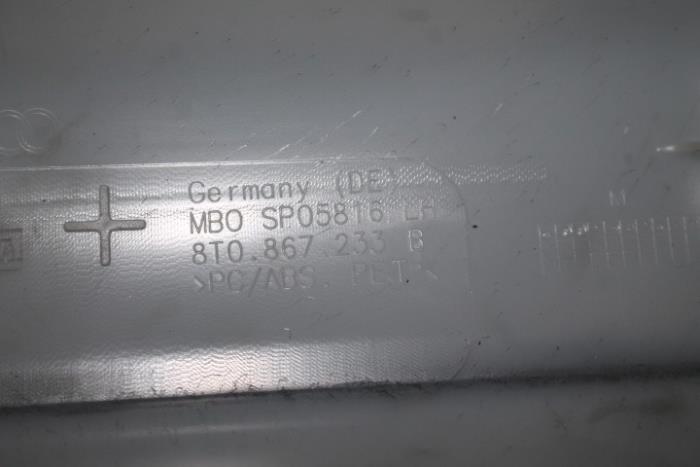 Germany (DE)
MBO SP05816 LH
8T0.867.233 B
>PC/ABS. PET<
M